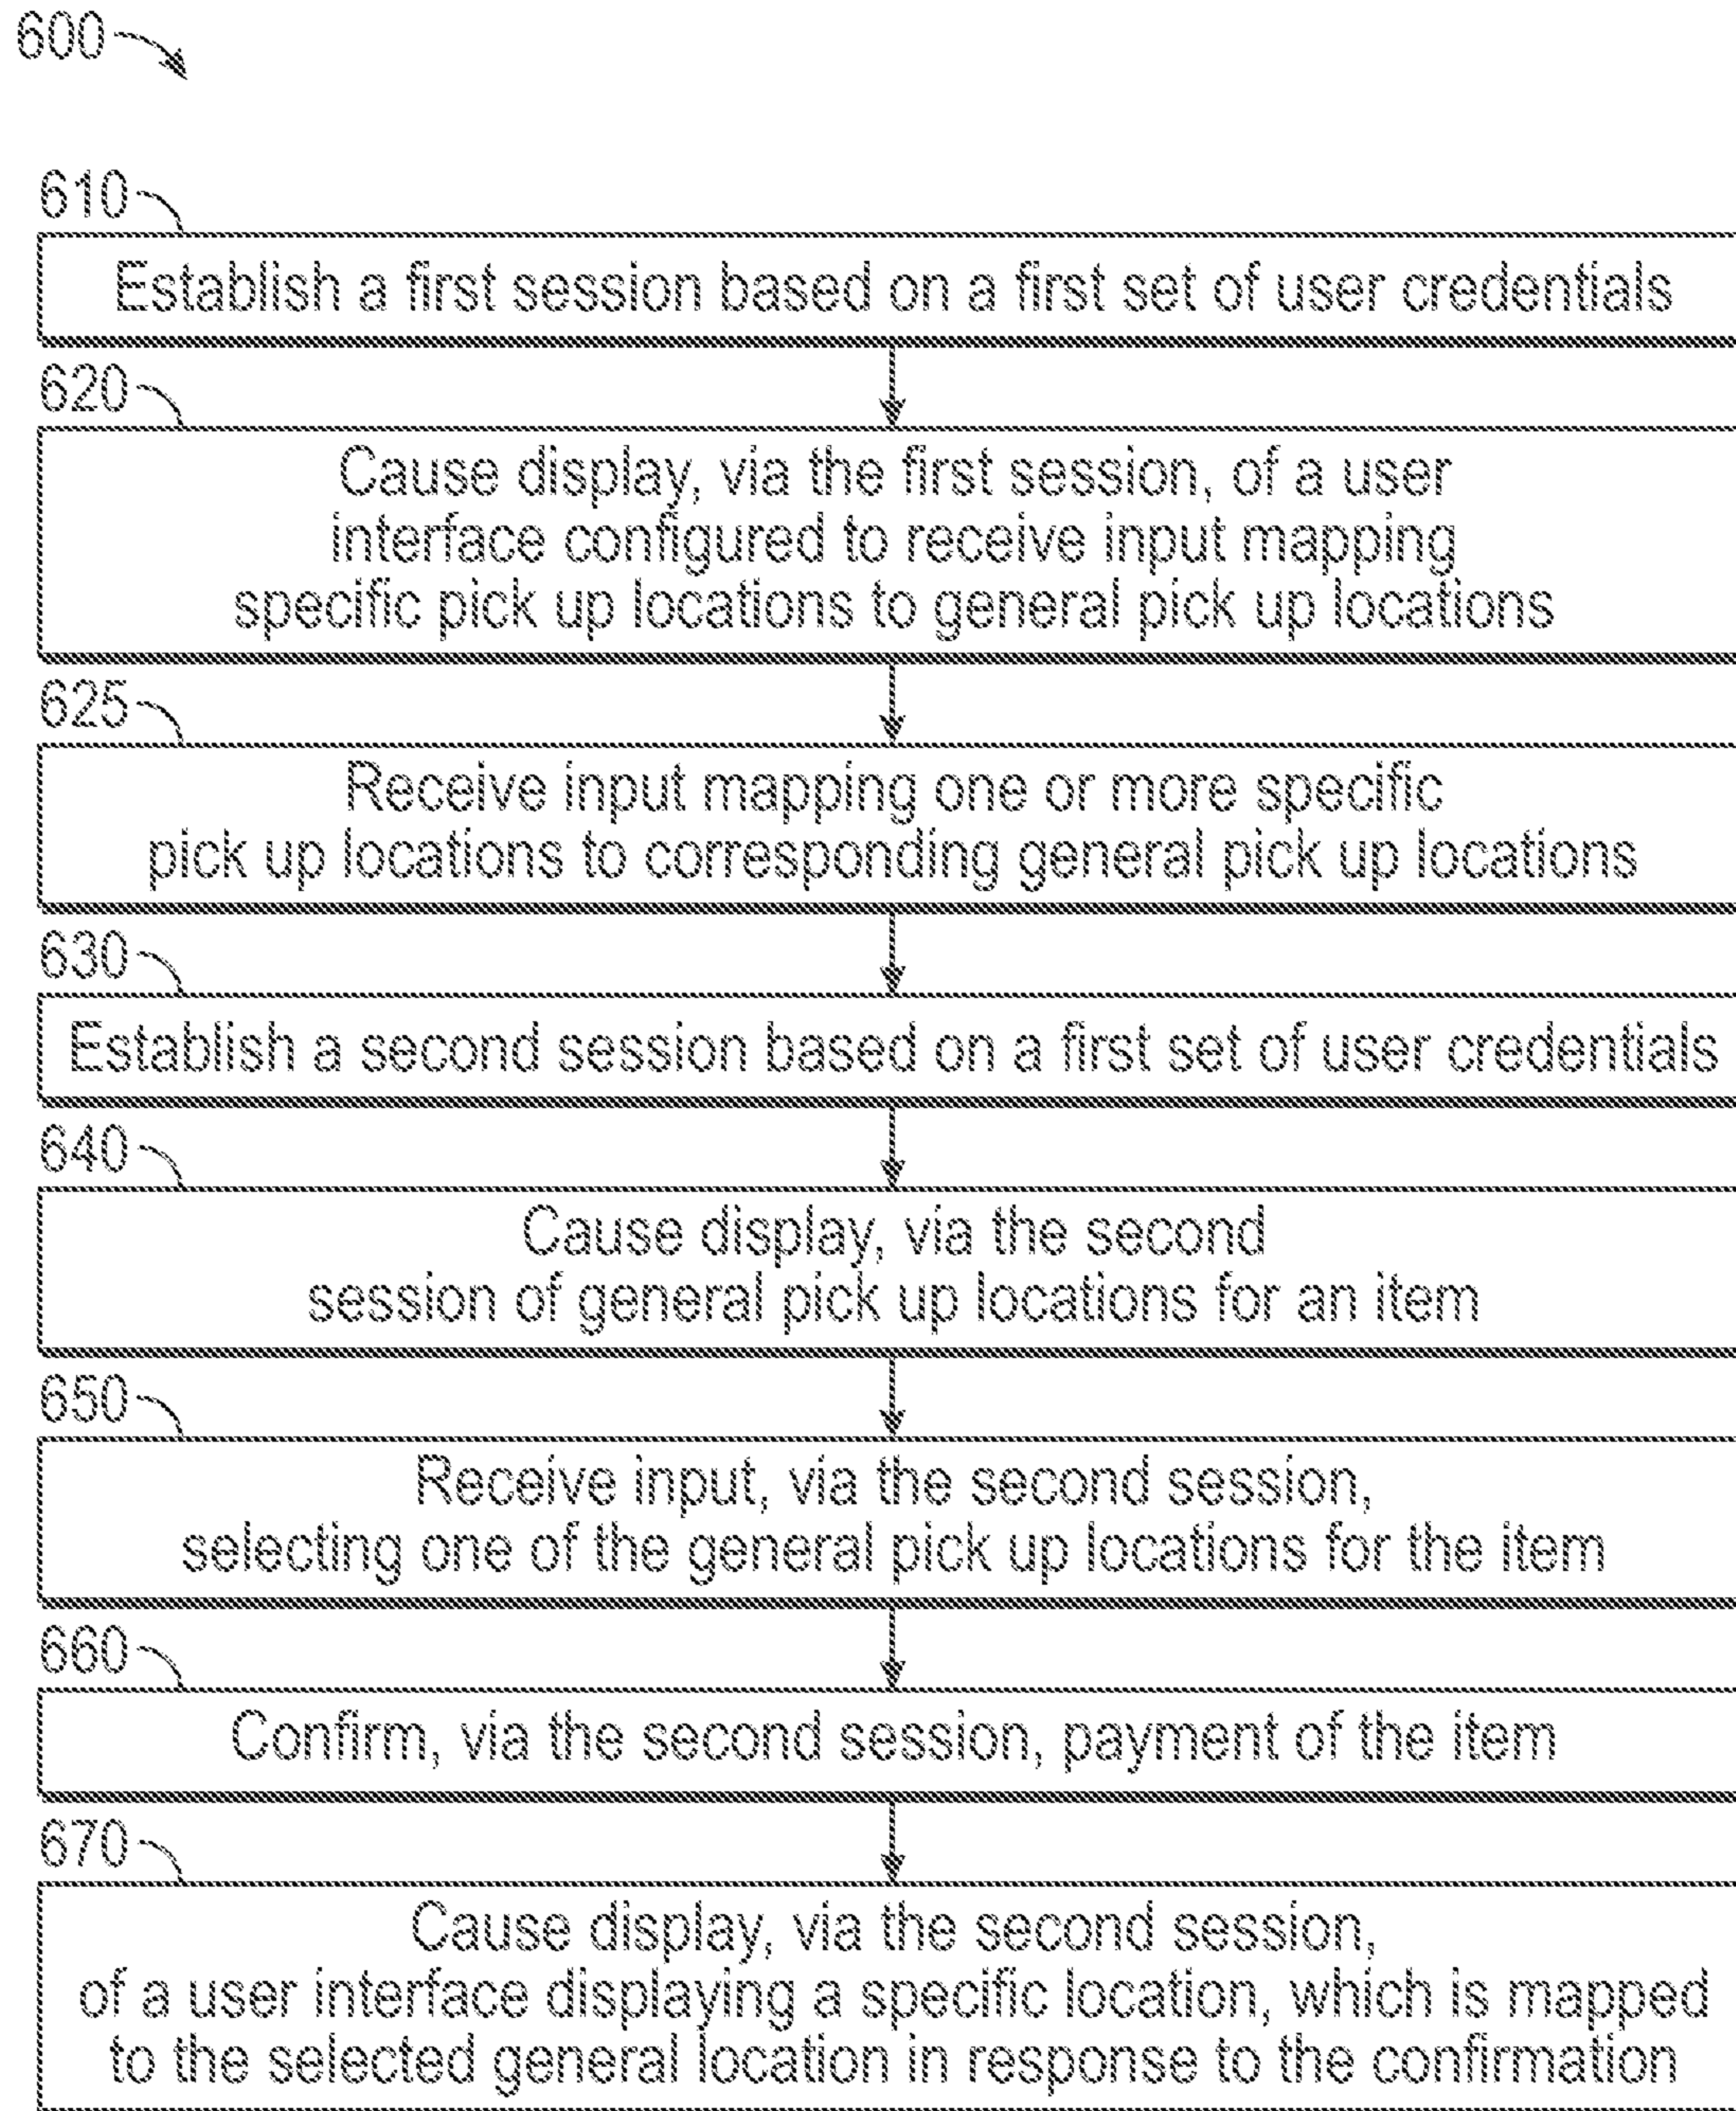 600
610
Establish a first session based on a first set of user credentials
620
Cause display, via the first session, of a user
interface configured to receive input mapping
specific pick up locations to general pick up locations
625
Receive input mapping one or more specific
pick up locations to corresponding general pick up locations
630
Establish a second session based on a first set of user credentials
640
Cause display, via the second
session of general pick up locations for an item
650
Receive input, via the second session,
selecting one of the general pick up locations for the item
660
Confirm, via the second session, payment of the item
670
Cause display, via the second session,
of a user interface displaying a specific location, which is mapped
to the selected general location in response to the confirmation